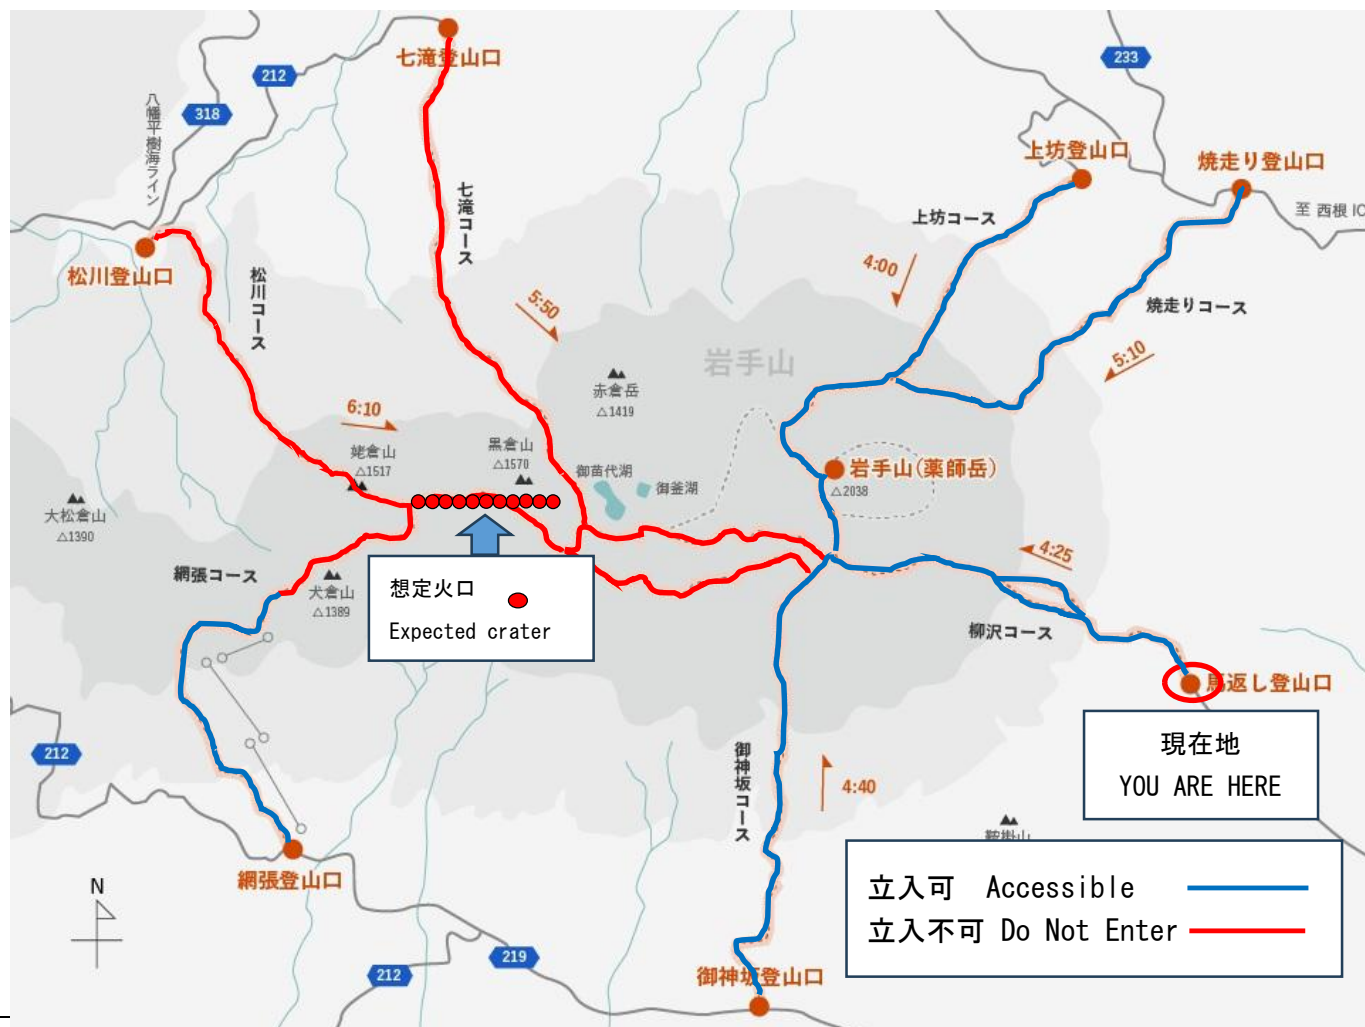 七滝登山口
212
318
233
八幡平樹海ライン
上坊登山口
焼走り登山口
至 西根 IC
七滝コース
上坊コース
松川登山口
松川コース
4:00
5:50
焼走りコース
5:10
岩手山
赤倉岳
△1419
6:10
姥倉山
△1517
黒倉山
△1570
御苗代湖
御釜湖
岩手山(薬師岳)
△2038
大松倉山
△1390
網張コース
犬倉山
△1389
想定火口
Expected crater
4:25
柳沢コース
馬返し登山口
現在地
YOU ARE HERE
212
御神坂コース
4:40
鞍掛山
網張登山口
立入可 Accessible
立入不可 Do Not Enter
N
219
212
御神坂登山口